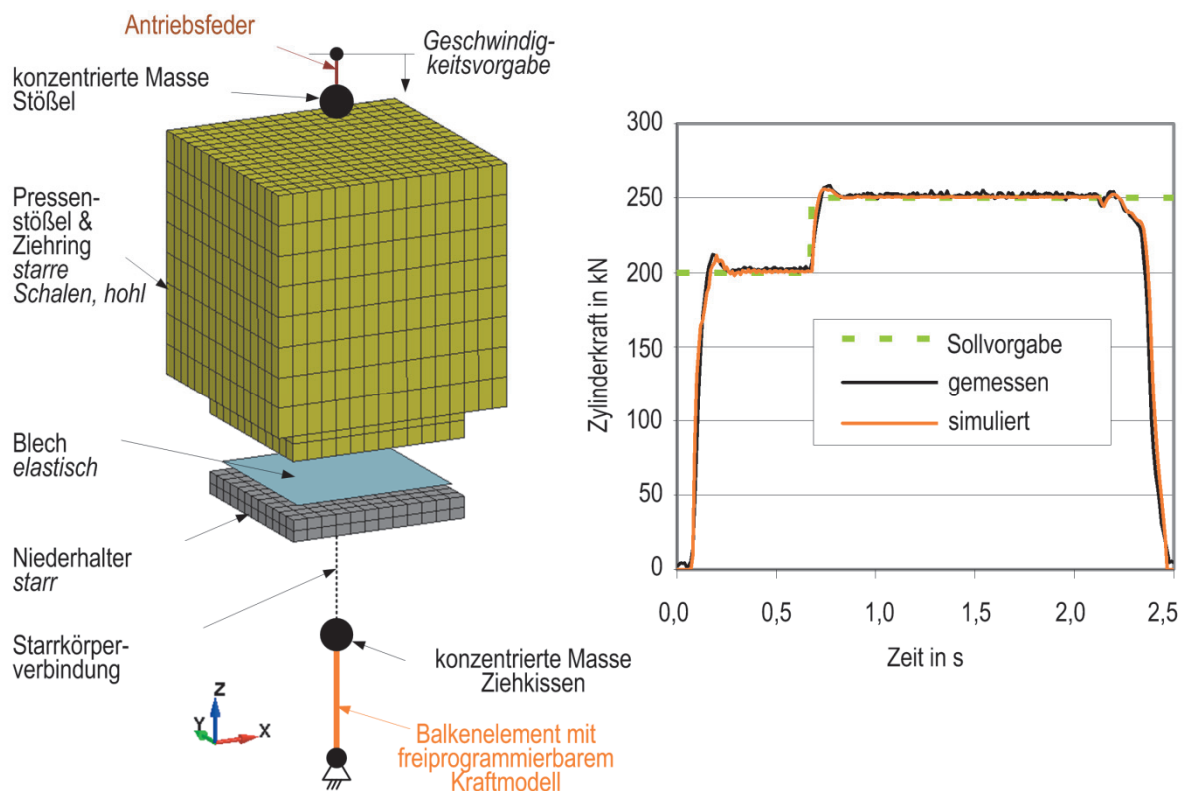 Antriebsfeder
Geschwindig-
keitsvorgabe
konzentrierte Masse
Stößel
Pressen-
stößel &
Ziehring
starre
Schalen, hohl
Blech
elastisch
Niederhalter
starr
Starrkörper-
verbindung
konzentrierte Masse
Ziehkissen
Balkenelement mit
freiprogrammierbarem
Kraftmodell
Z
Y
X
Zylinderkraft in kN
300
250
200
150
100
50
0
Sollvorgabe
gemessen
simuliert
0,0 0,5 1,0 1,5 2,0 2,5
Zeit in s